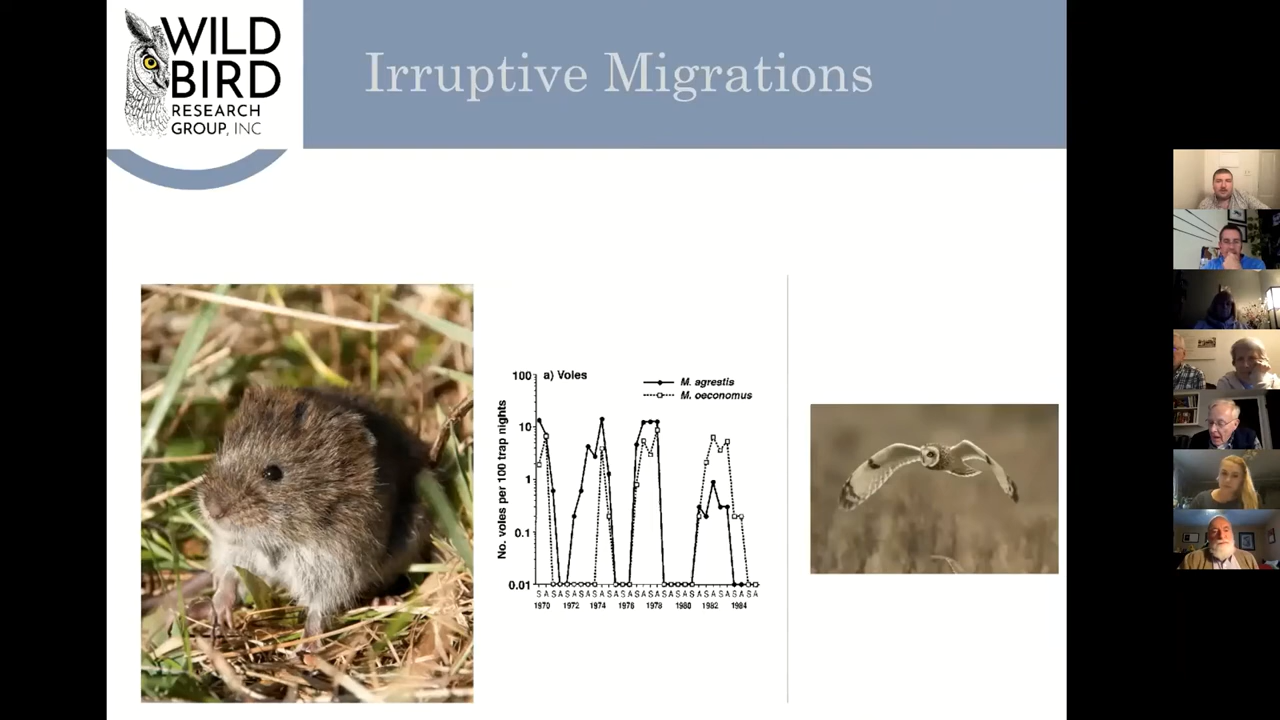 WILD
BIRD
RESEARCH
GROUP, INC
Irruptive Migrations
a) Voles
M. agrestis
M. oeconomus
No. voles per 100 trap nights
100
10
1
0.1
0.01
S A S A S A S A S A S A S A S A S A S A S A S A S A S A S A S A
1970 1972 1974 1976 1978 1980 1982 1984